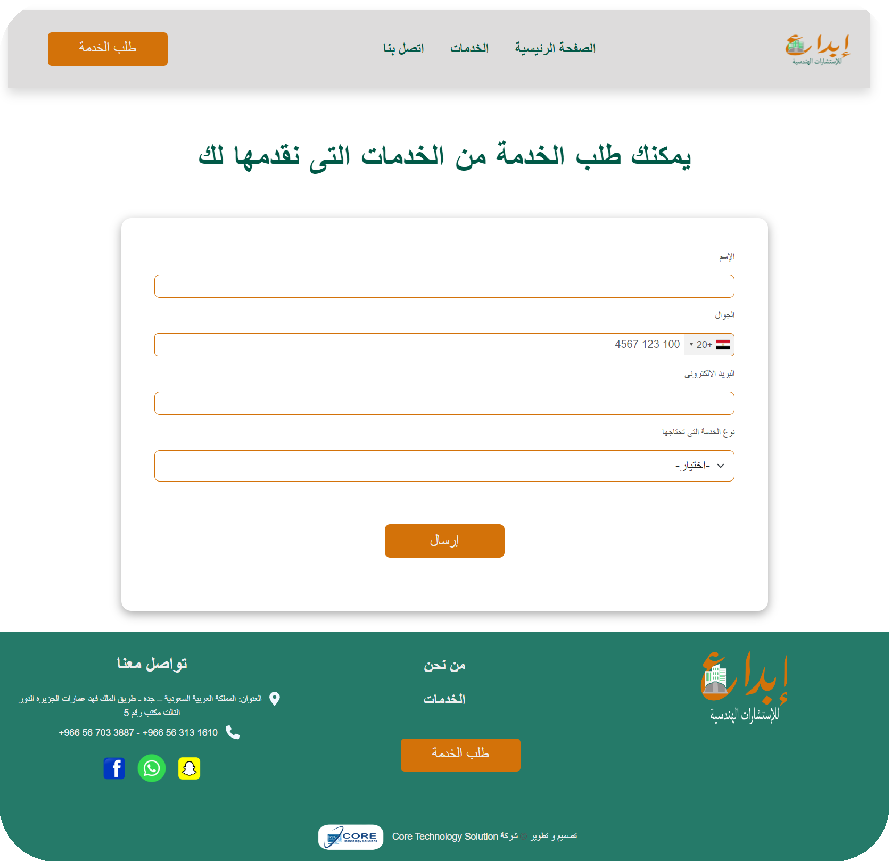 إبداع
للإستشارات الهندسية
الصفحة الرئيسية
الخدمات
اتصل بنا
طلب الخدمة
يمكنك طلب الخدمة من الخدمات التى نقدمها لك
الإسم
الجوال
+20
100 123 4567
البريد الإلكترونى
نوع الخدمة التى تحتاجها
-اختيار-
إرسال
إبداع
للإستشارات الهندسية
من نحن
الخدمات
طلب الخدمة
تواصل معنا
العنوان: المملكة العربية السعودية – جده - طريق الملك فهد عمارات الجزيره الدور
الثالث مكتب رقم 5
+966 56 703 3887 - +966 56 313 1610
تصميم و تطوير شركة Core Technology Solution
CORE